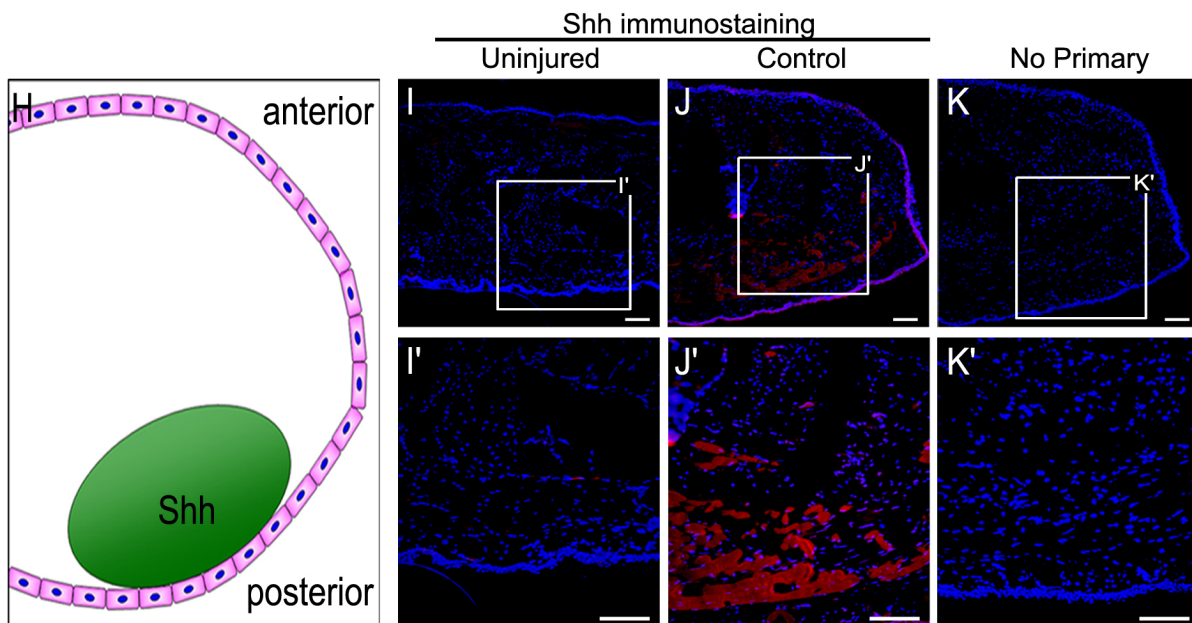 Shh immunostaining
Uninjured Control No Primary
H
anterior
Shh
posterior
I
I'
J
J'
K
K'
I'
J'
K'